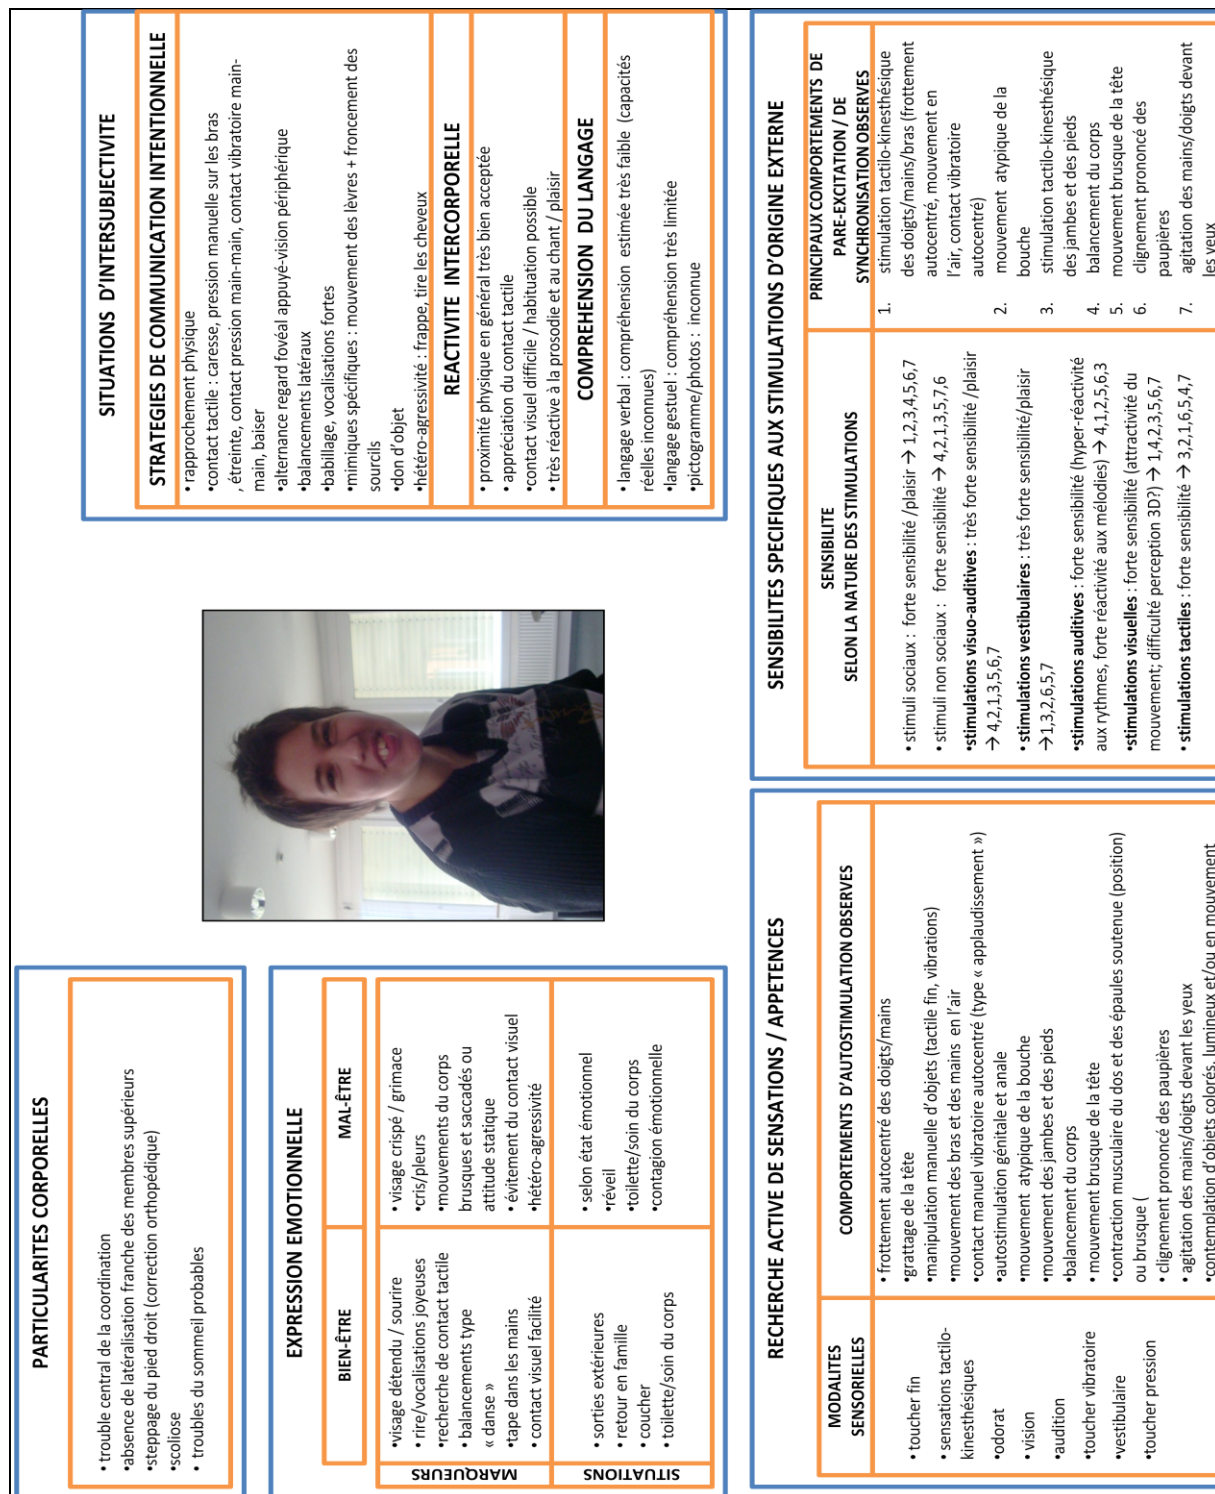 PARTICULARITES CORPORELLES
• trouble central de la coordination
•absence de latéralisation franche des membres supérieurs
•steppage du pied droit (correction orthopédique)
•scoliose
• troubles du sommeil probables
EXPRESSION EMOTIONNELLE
BIEN-ÊTRE
MAL-ÊTRE
MARQUEURS
•visage détendu / sourire
• rire/vocalisations joyeuses
•recherche de contact tactile
• balancements type
« danse »
•tape dans les mains
• contact visuel facilité
• visage crispé / grimace
•cris/pleurs
•mouvements du corps
brusques et saccadés ou
attitude statique
• évitement du contact visuel
•hétéro-agressivité
SITUATIONS
• sorties extérieures
• retour en famille
• coucher
• toilette/soin du corps
• selon état émotionnel
•réveil
•toilette/soin du corps
•contagion émotionnelle
SITUATIONS D'INTERSUBJECTIVITE
STRATEGIES DE COMMUNICATION INTENTIONNELLE
• rapprochement physique
•contact tactile : caresse, pression manuelle sur les bras
, étreinte, contact pression main-main, contact vibratoire main-
main, baiser
•alternance regard fovéal appuyé-vision périphérique
•balancements latéraux
•babillage, vocalisations fortes
•mimiques spécifiques : mouvement des lèvres + froncement des
sourcils
•don d'objet
•hétéro-agressivité : frappe, tire les cheveux
REACTIVITE INTERCORPORELLE
• proximité physique en général très bien acceptée
• appréciation du contact tactile
•contact visuel difficile / habituation possible
• très réactive à la prosodie et au chant / plaisir
COMPREHENSION DU LANGAGE
• langage verbal : compréhension estimée très faible (capacités
réelles inconnues)
•langage gestuel : compréhension très limitée
•pictogramme/photos : inconnue
RECHERCHE ACTIVE DE SENSATIONS / APPETENCES
MODALITES
SENSORIELLES
COMPORTEMENTS D'AUTOSTIMULATION OBSERVES
• toucher fin
• sensations tactilo-
kinesthésiques
•odorat
• vision
•audition
•toucher vibratoire
•vestibulaire
•toucher pression
• frottement autocentré des doigts/mains
•grattage de la tête
•manipulation manuelle d'objets (tactile fin, vibrations)
•mouvement des bras et des mains en l'air
•contact manuel vibratoire autocentré (type « applaudissement »)
•autostimulation génitale et anale
•mouvement atypique de la bouche
•mouvement des jambes et des pieds
•balancement du corps
• mouvement brusque de la tête
•contraction musculaire du dos et des épaules soutenue (position)
ou brusque (
• clignement prononcé des paupières
• agitation des mains/doigts devant les yeux
•contemplation d'objets colorés, lumineux et/ou en mouvement
SENSIBILITES SPECIFIQUES AUX STIMULATIONS D'ORIGINE EXTERNE
SENSIBILITE
SELON LA NATURE DES STIMULATIONS
PRINCIPAUX COMPORTEMENTS DE
PARE-EXCITATION / DE
SYNCHRONISATION OBSERVES
• stimuli sociaux : forte sensibilité /plaisir → 1,2,3,4,5,6,7
• stimuli non sociaux : forte sensibilité → 4,2,1,3,5,7,6
•stimulations visuo-auditives : très forte sensibilité /plaisir
→ 4,2,1,3,5,6,7
• stimulations vestibulaires : très forte sensibilité/plaisir
→1,3,2,6,5,7
•stimulations auditives : forte sensibilité (hyper-réactivité
aux rythmes, forte réactivité aux mélodies) → 4,1,2,5,6,3
•stimulations visuelles : forte sensibilité (attractivité du
mouvement; difficulté perception 3D?) → 1,4,2,3,5,6,7
• stimulations tactiles : forte sensibilité → 3,2,1,6,5,4,7
1. stimulation tactilo-kinesthésique
des doigts/mains/bras (frottement
autocentré, mouvement en
l'air, contact vibratoire
autocentré)
2. mouvement atypique de la
bouche
3. stimulation tactilo-kinesthésique
des jambes et des pieds
4. balancement du corps
5. mouvement brusque de la tête
6. clignement prononcé des
paupières
7. agitation des mains/doigts devant
les yeux